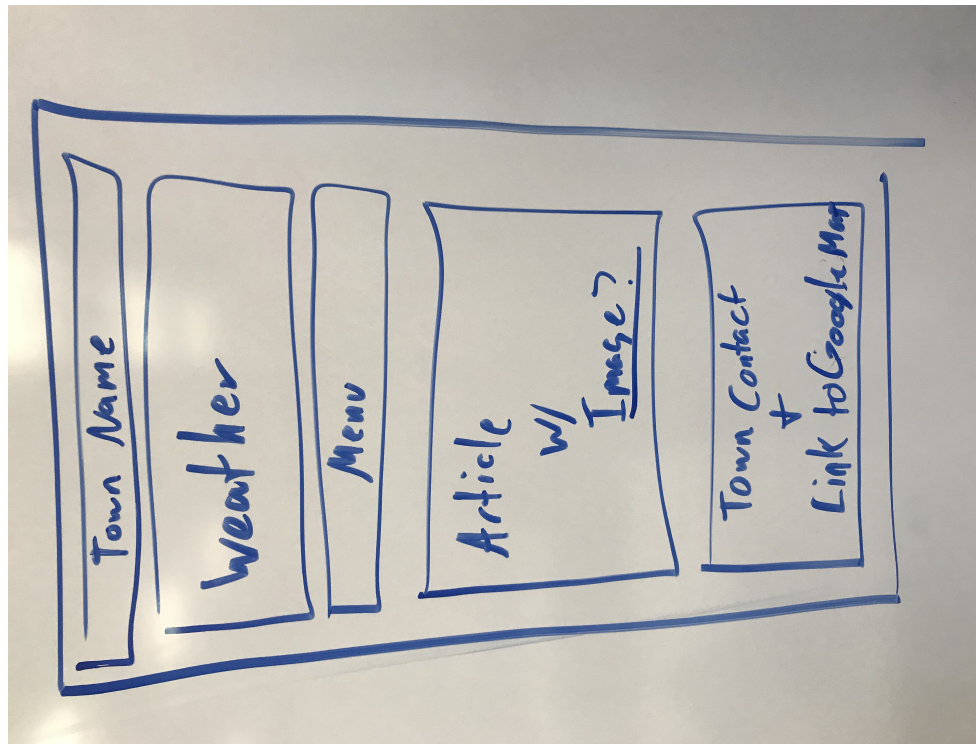 Town Name
Weather
Menu
Article
W/
Image?
Town Contact
+
Link to Google Map